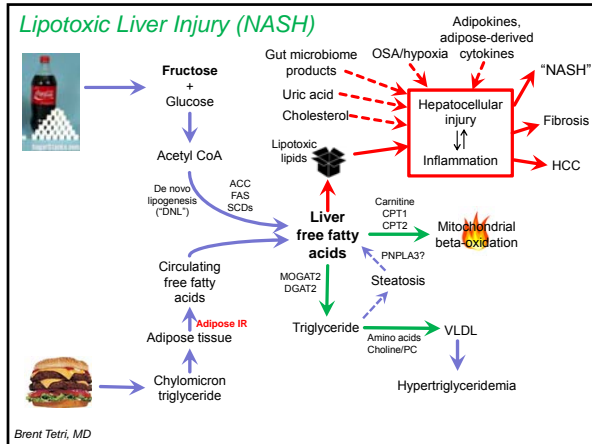 Lipotoxic Liver Injury (NASH)
Adipokines,
adipose-derived
cytokines
OSA/hypoxia
Gut microbiome
products
Uric acid
Cholesterol
Lipotoxic
lipids
Hepatocellular
injury
Inflammation
"NASH"
Fibrosis
HCC
Fructose
+
Glucose
Acetyl CoA
De novo
lipogenesis
("DNL")
ACC
FAS
SCDs
Liver
free fatty
acids
Carnitine
CPT1
CPT2
Mitochondrial
beta-oxidation
PNPLA3?
Steatosis
MOGAT2
DGAT2
Triglyceride
Amino acids
Choline/PC
VLDL
Hypertriglyceridemia
Circulating
free fatty
acids
Adipose IR
Adipose tissue
Chylomicron
triglyceride
Brent Tetri, MD